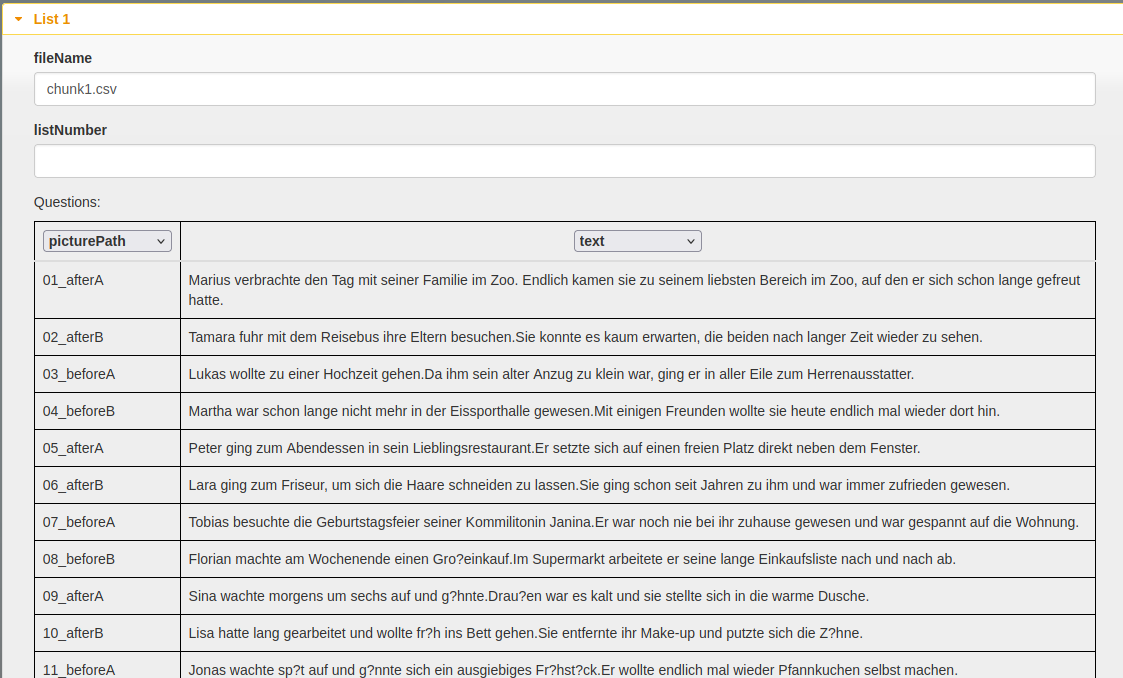 List 1
fileName
chunk1.csv
listNumber
Questions:
picturePath text
01_afterA Marius verbrachte den Tag mit seiner Familie im Zoo. Endlich kamen sie zu seinem liebsten Bereich im Zoo, auf den er sich schon lange gefreut
hatte.
02_afterB Tamara fuhr mit dem Reisebus ihre Eltern besuchen.Sie konnte es kaum erwarten, die beiden nach langer Zeit wieder zu sehen.
03_beforeA Lukas wollte zu einer Hochzeit gehen.Da ihm sein alter Anzug zu klein war, ging er in aller Eile zum Herrenausstatter.
04_beforeB Martha war schon lange nicht mehr in der Eissporthalle gewesen.Mit einigen Freunden wollte sie heute endlich mal wieder dort hin.
05_afterA Peter ging zum Abendessen in sein Lieblingsrestaurant.Er setzte sich auf einen freien Platz direkt neben dem Fenster.
06_afterB Lara ging zum Friseur, um sich die Haare schneiden zu lassen.Sie ging schon seit Jahren zu ihm und war immer zufrieden gewesen.
07_beforeA Tobias besuchte die Geburtstagsfeier seiner Kommilitonin Janina.Er war noch nie bei ihr zuhause gewesen und war gespannt auf die Wohnung.
08_beforeB Florian machte am Wochenende einen Gro?einkauf.Im Supermarkt arbeitete er seine lange Einkaufsliste nach und nach ab.
09_afterA Sina wachte morgens um sechs auf und g?hnte.Drau?en war es kalt und sie stellte sich in die warme Dusche.
10_afterB Lisa hatte lang gearbeitet und wollte fr?h ins Bett gehen.Sie entfernte ihr Make-up und putzte sich die Z?hne.
11_beforeA Jonas wachte sp?t auf und g?nnte sich ein ausgiebiges Fr?hst?ck.Er wollte endlich mal wieder Pfannkuchen selbst machen.